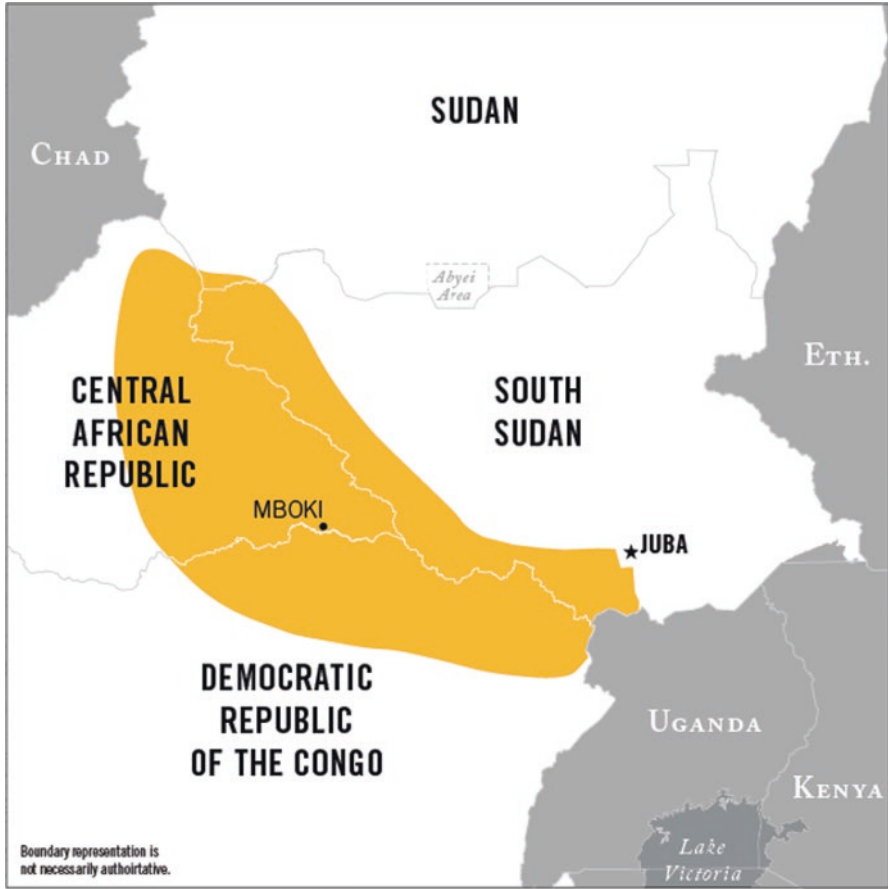 SUDAN
CHAD
Abyei
Area
ETH.
CENTRAL
AFRICAN
REPUBLIC
SOUTH
SUDAN
MBOKI
JUBA
DEMOCRATIC
REPUBLIC
OF THE CONGO
UGANDA
KENYA
Lake
Victoria
Boundary representation is
not necessarily authoirtative.